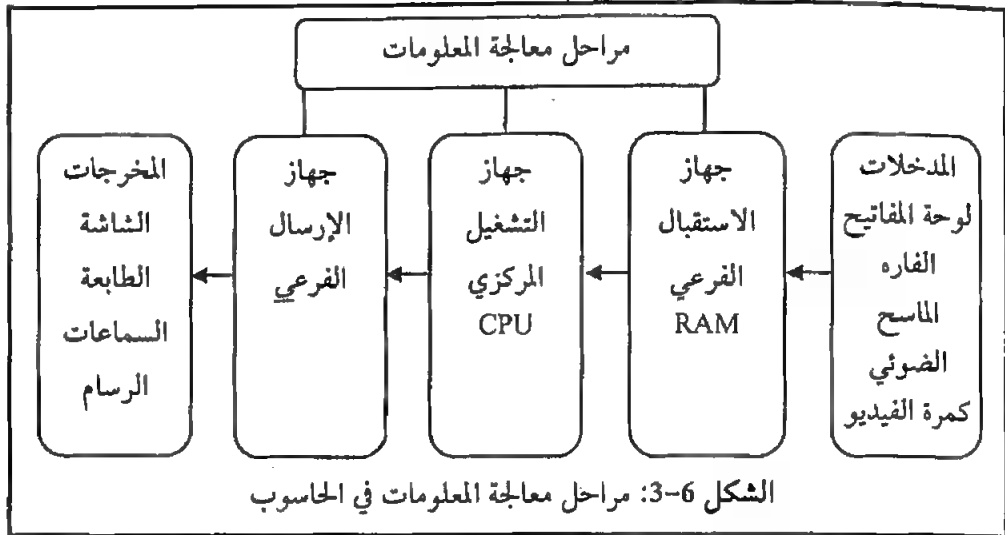 مراحل معالجة المعلومات
المدخلات
لوحة المفاتيح
الفاره
الماسح
الضوئي
كمرة الفيديو
جهاز
الاستقبال
الفرعي
RAM
جهاز
التشغيل
المركزي
CPU
جهاز
الإرسال
الفرعي
المخرجات
الشاشة
الطابعة
السماعات
الرسام
الشكل 6-3: مراحل معالجة المعلومات في الحاسوب